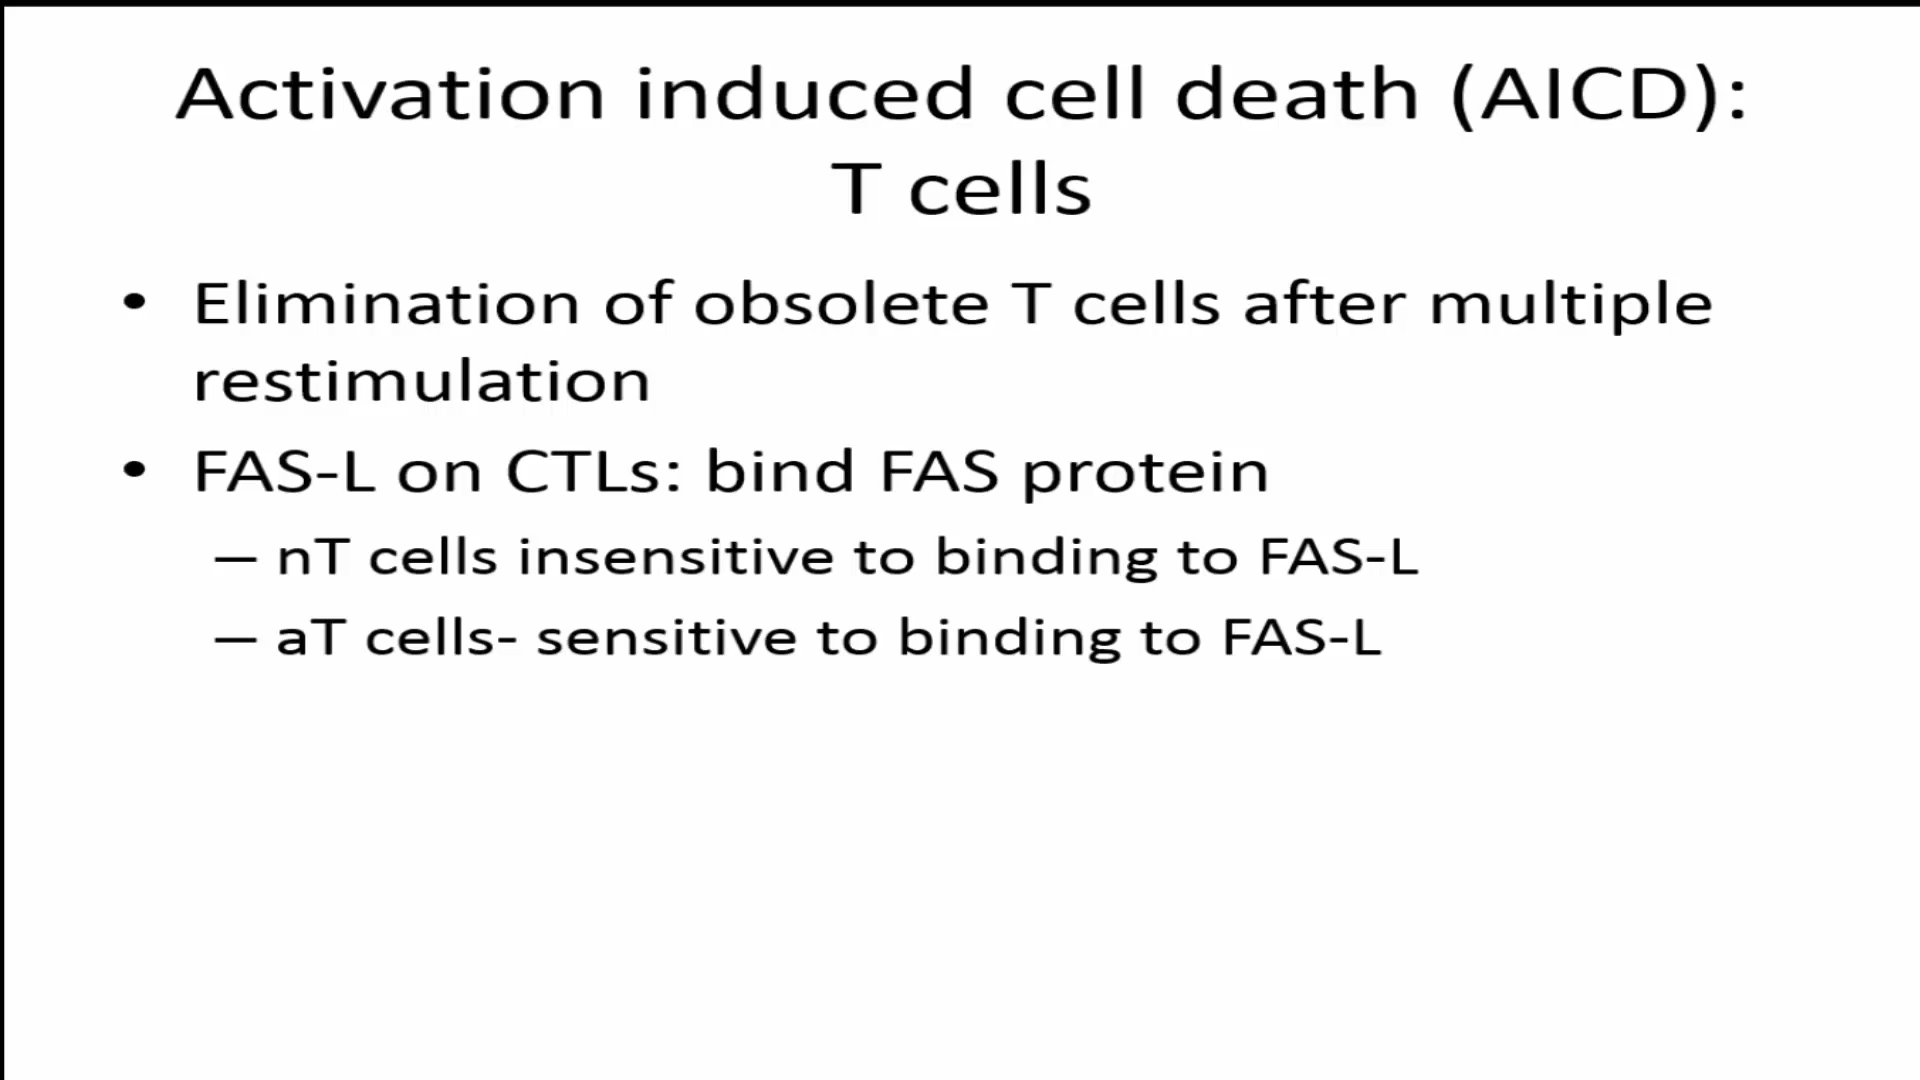 Activation induced cell death (AICD):
T cells
• Elimination of obsolete T cells after multiple
restimulation
• FAS-L on CTLs: bind FAS protein
– nT cells insensitive to binding to FAS-L
– aT cells- sensitive to binding to FAS-L